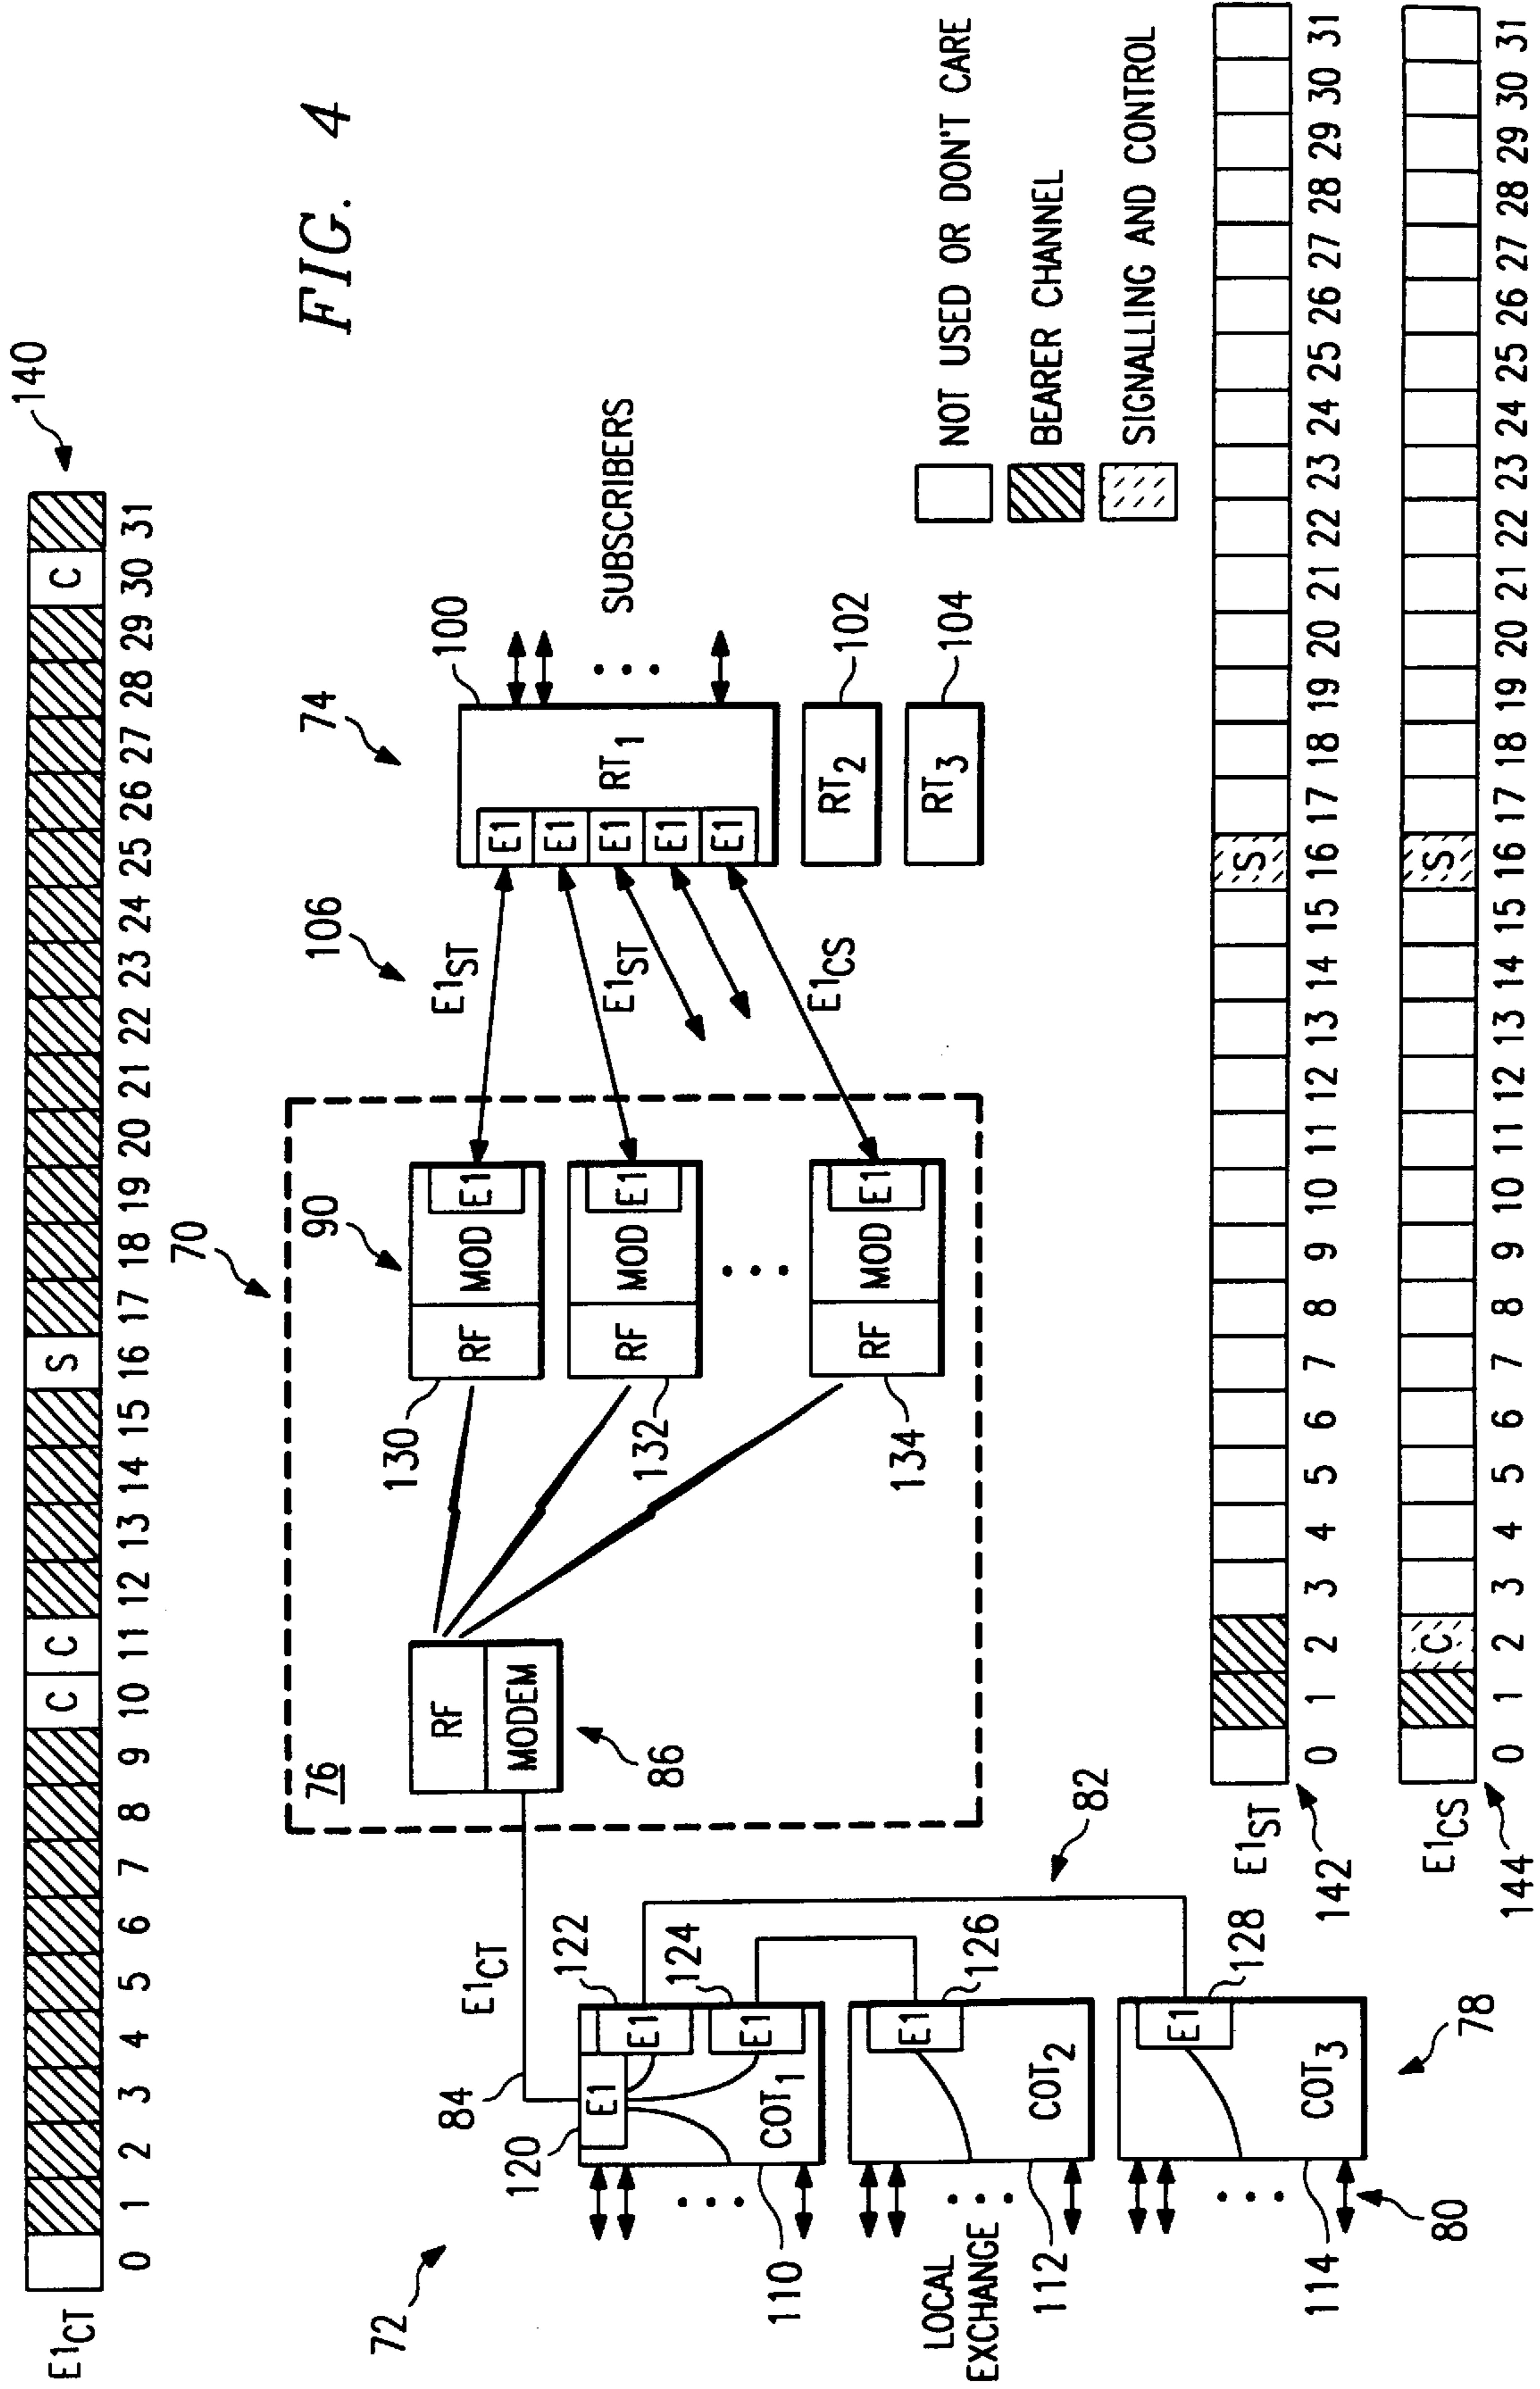 E1CT
C C S C
0 1 2 3 4 5 6 7 8 9 10 11 12 13 14 15 16 17 18 19 20 21 22 23 24 25 26 27 28 29 30 31
140
FIG. 4
70
72
76
RF
MODEM
86
90
RF MOD E1
130
RF MOD E1
132
RF MOD E1
134
106
E1ST
E1ST
E1CS
74
100
E1
E1
E1
E1
E1
RT1
SUBSCRIBERS
RT2
102
RT3
104
84
E1CT
120
E1
E1
122
E1
124
COT1
110
LOCAL
EXCHANGE
E1
126
COT2
112
E1
128
COT3
114
80
78
82
NOT USED OR DON'T CARE
BEARER CHANNEL
SIGNALLING AND CONTROL
E1ST
142
S
0 1 2 3 4 5 6 7 8 9 10 11 12 13 14 15 16 17 18 19 20 21 22 23 24 25 26 27 28 29 30 31
E1CS
144
C S
0 1 2 3 4 5 6 7 8 9 10 11 12 13 14 15 16 17 18 19 20 21 22 23 24 25 26 27 28 29 30 31